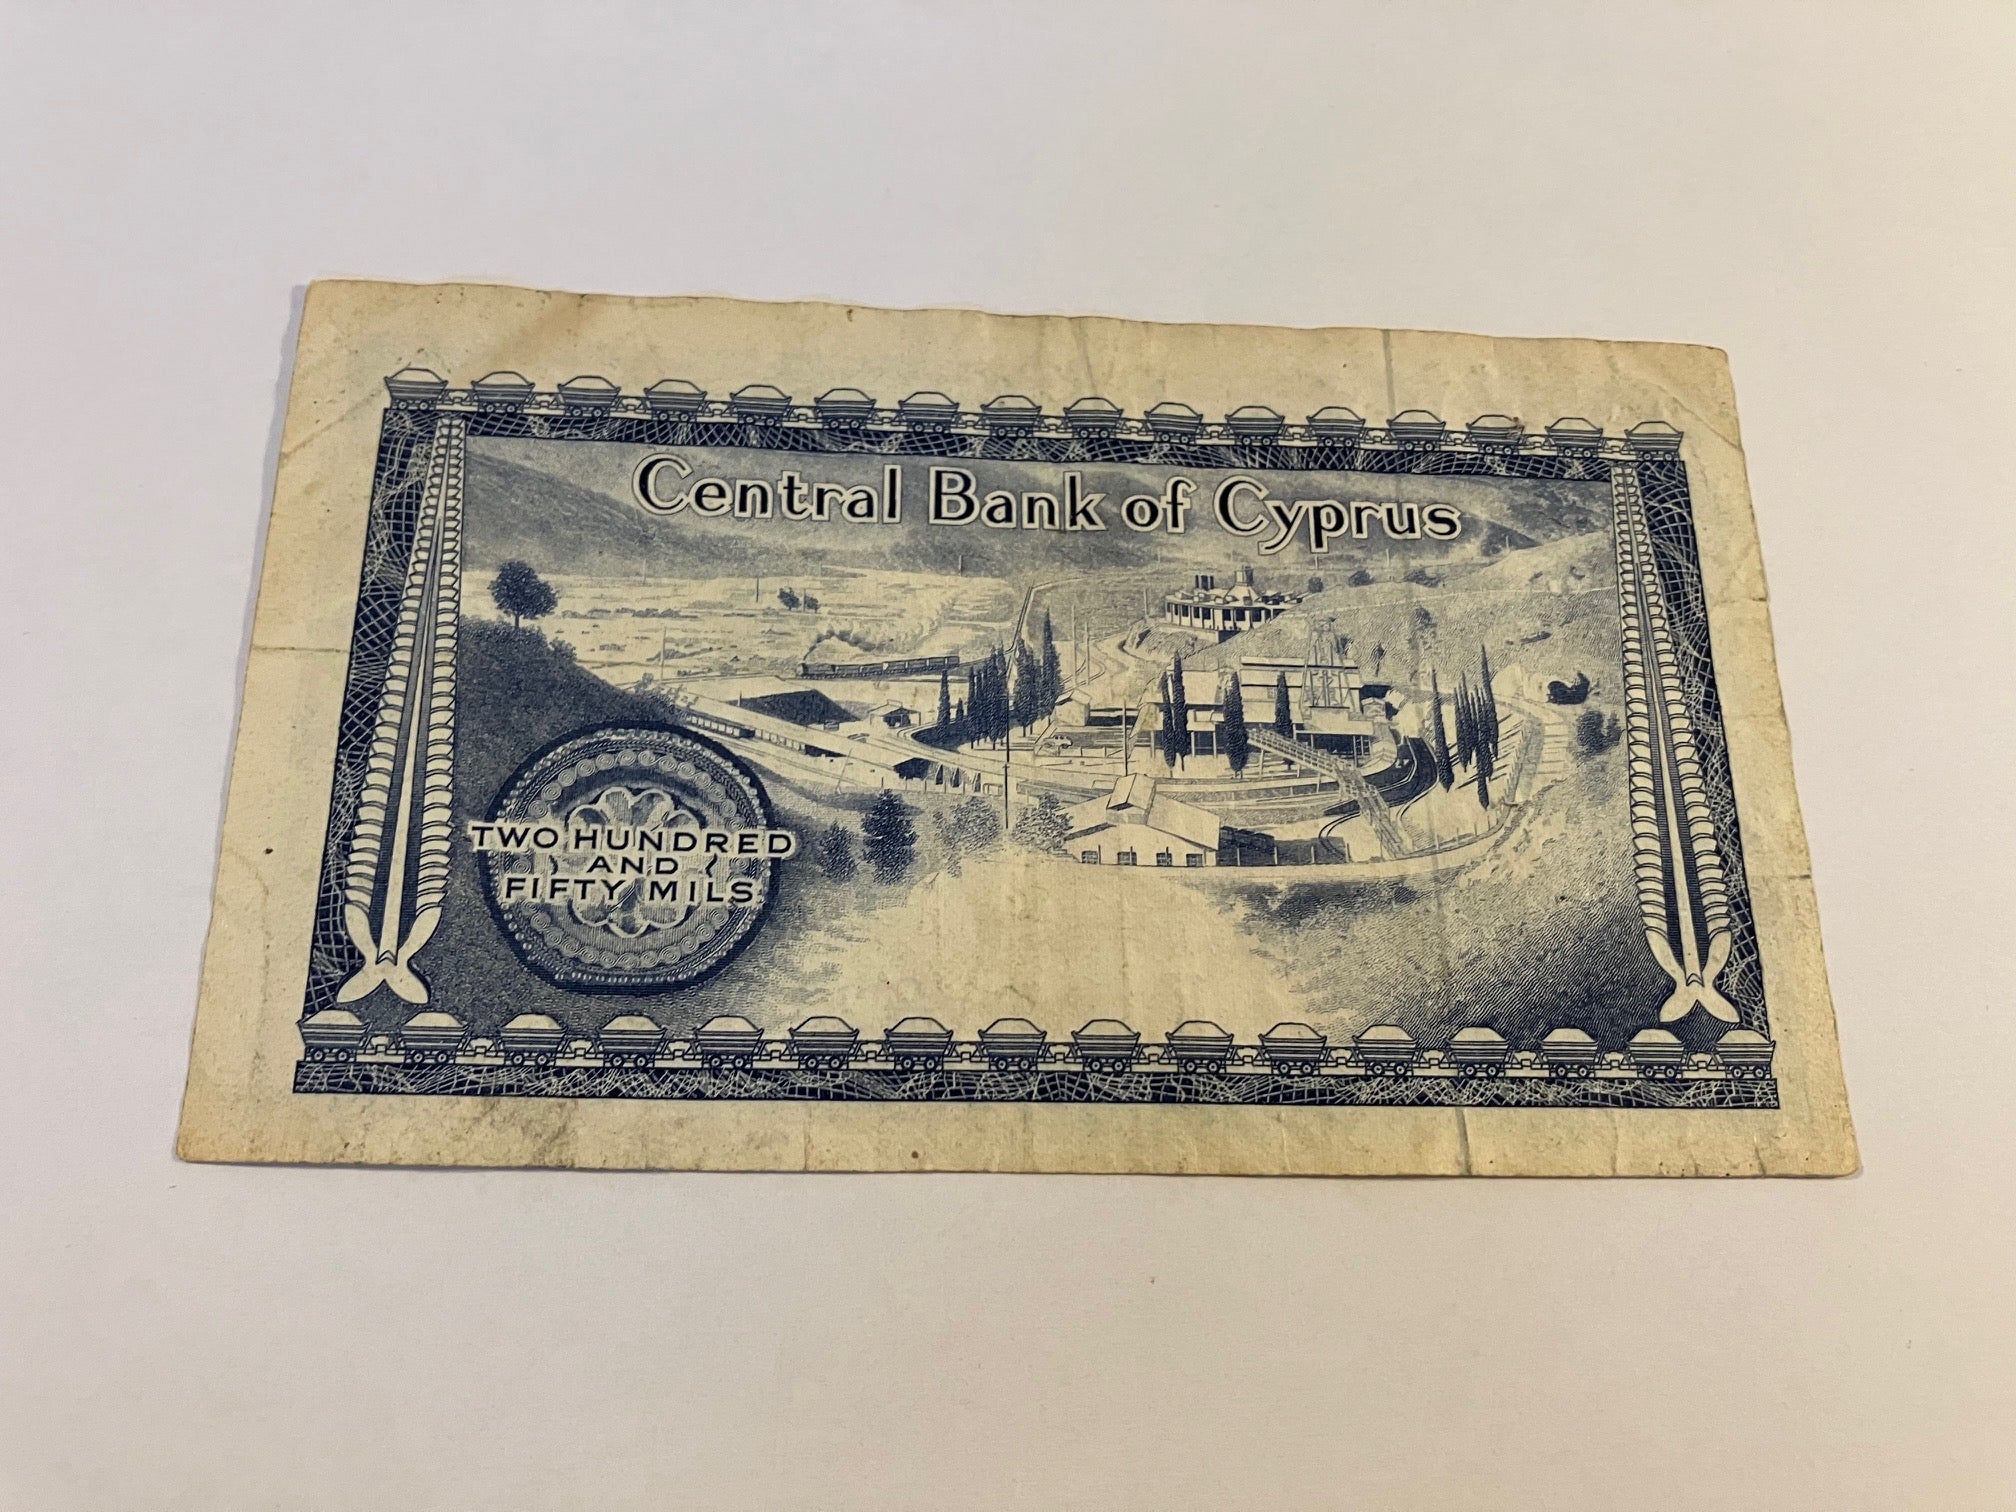 Central Bank of Cyprus
TWO HUNDRED
AND
FIFTY MILS